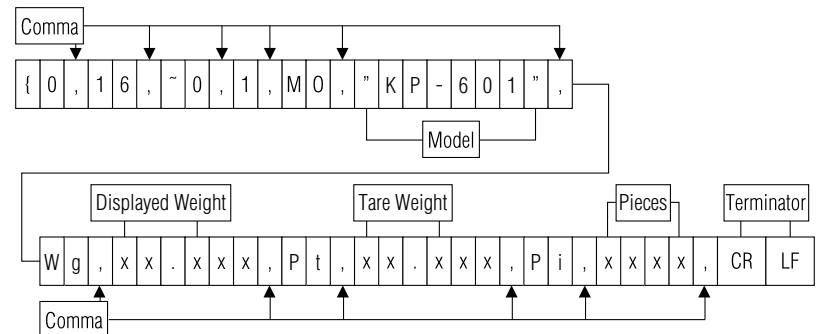 Comma
{ 0 , 1 6 , ~ 0 , 1 , M O , " K P - 6 0 1 " ,
Model
Displayed Weight Tare Weight Pieces Terminator
W g , x x . x x x , P t , x x . x x x , P i , x x x x , CR LF
Comma